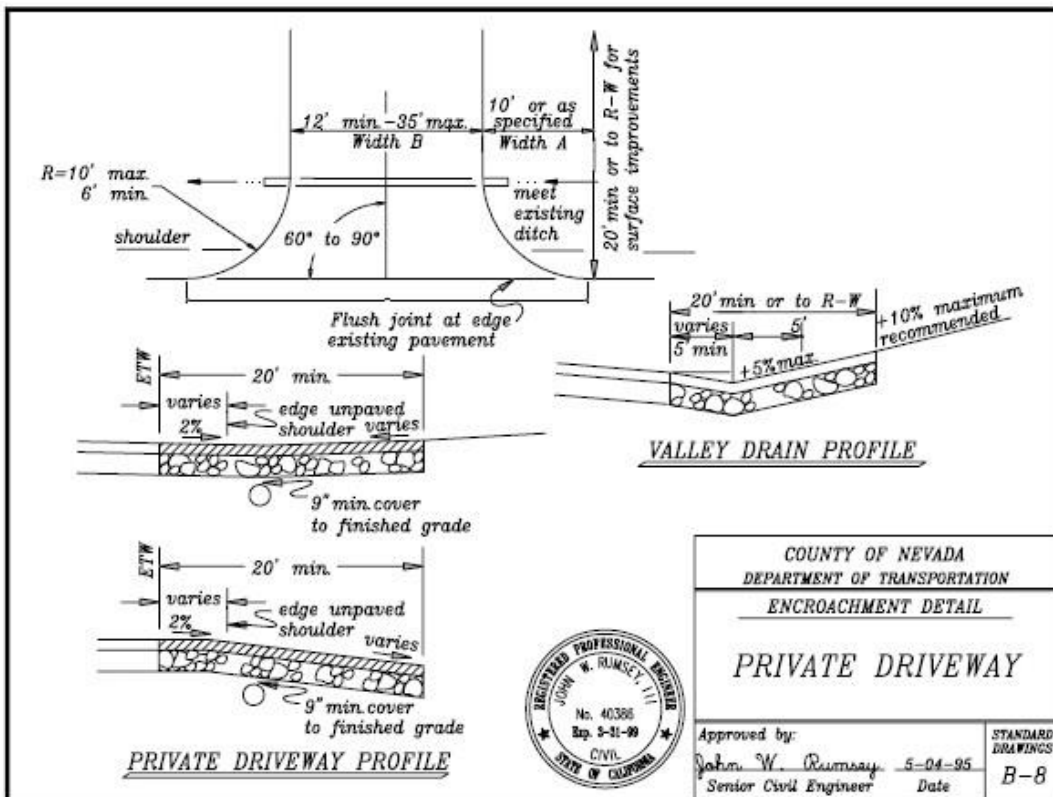 12' min.-35' max.
Width B
10' or as
specified
Width A
20' min or to R-W for
surface improvements
R=10' max.
6' min.
meet
existing
ditch
shoulder
60° to 90°
Flush joint at edge
existing pavement
20' min or to R-W
varies
5' min
5'
+5% max.
+10% maximum
recommended
VALLEY DRAIN PROFILE
ETW
20' min.
varies
2%
edge unpaved
shoulder
varies
9" min. cover
to finished grade
ETW
20' min.
varies
2%
edge unpaved
shoulder
varies
9" min. cover
to finished grade
PRIVATE DRIVEWAY PROFILE
REGISTERED PROFESSIONAL ENGINEER
JOHN W. RUMSEY, III
No. 40386
Exp. 3-31-99
CIVIL
STATE OF CALIFORNIA
COUNTY OF NEVADA
DEPARTMENT OF TRANSPORTATION
ENCROACHMENT DETAIL
PRIVATE DRIVEWAY
Approved by:
John W. Rumsey 5-04-95
Senior Civil Engineer Date
STANDARD
DRAWINGS
B-8